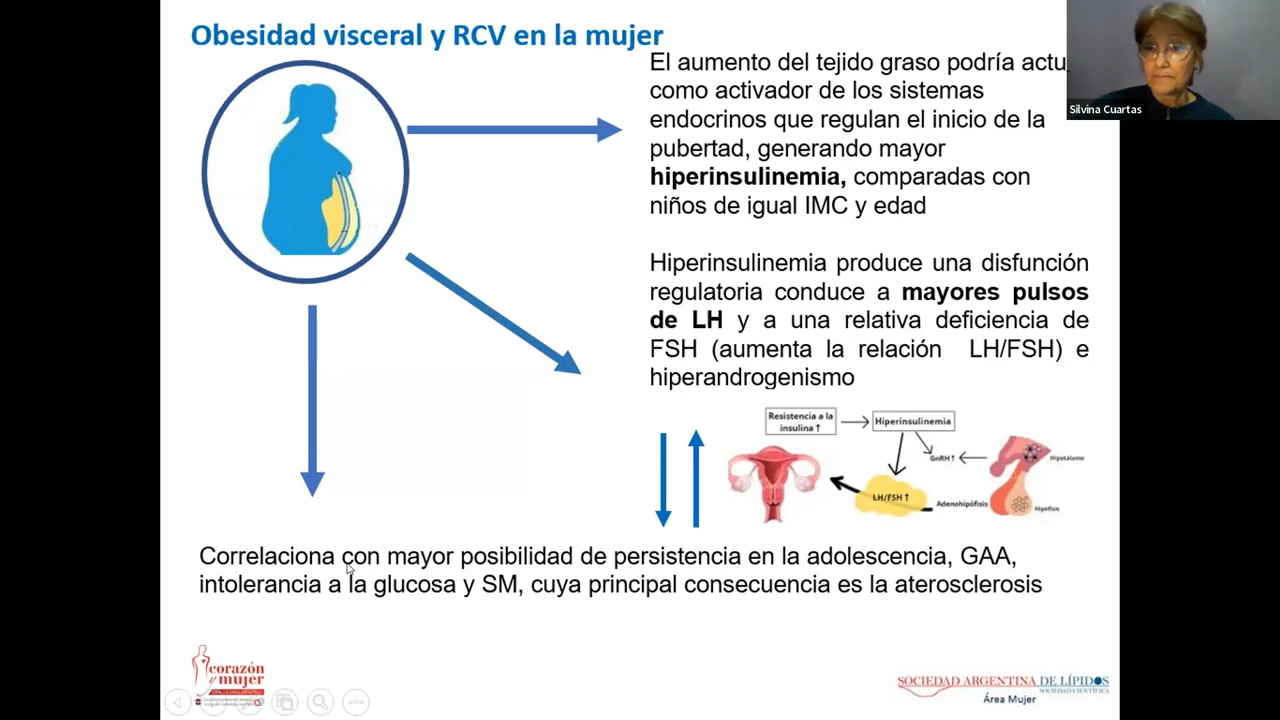 Obesidad visceral y RCV en la mujer
El aumento del tejido graso podría actu
como activador de los sistemas
endocrinos que regulan el inicio de la
pubertad, generando mayor
hiperinsulinemia, comparadas con
niños de igual IMC y edad
Silvina Cuartas
Hiperinsulinemia produce una disfunción
regulatoria conduce a mayores pulsos
de LH y a una relativa deficiencia de
FSH (aumenta la relación LH/FSH) e
hiperandrogenismo
Resistencia a la
insulina ↑
Hiperinsulinemia
GnRH ↑
Hipotálamo
LH/FSH ↑
Adenohipófisis
Hipófisis
Correlaciona con mayor posibilidad de persistencia en la adolescencia, GAA,
intolerancia a la glucosa y SM, cuya principal consecuencia es la aterosclerosis
corazón
y mujer
SOCIEDAD ARGENTINA DE LÍPIDOS
SOCIEDAD CIENTÍFICA
Área Mujer